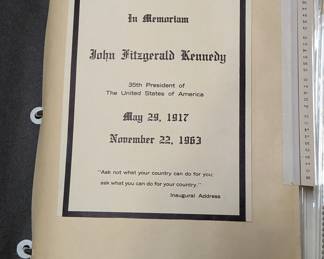 In Memoriam
John Fitzgerald Kennedy
35th President of
The United States of America
May 29, 1917
November 22, 1963
"Ask not what your country can do for you;
ask what you can do for your country."
Inaugural Address